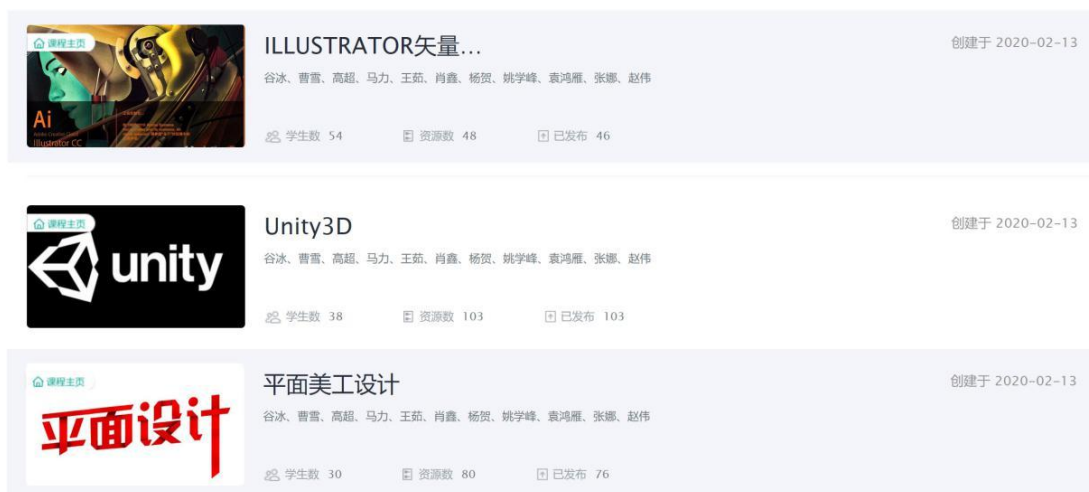 课程主页
Ai
Illustrator CC
ILLUSTRATOR矢量...
创建于 2020-02-13
谷冰、曹雪、高超、马力、王茹、肖鑫、杨贺、姚学峰、袁鸿雁、张娜、赵伟
学生数 54 资源数 48 已发布 46
课程主页
unity
Unity3D
创建于 2020-02-13
谷冰、曹雪、高超、马力、王茹、肖鑫、杨贺、姚学峰、袁鸿雁、张娜、赵伟
学生数 38 资源数 103 已发布 103
课程主页
平面设计
平面美工设计
创建于 2020-02-13
谷冰、曹雪、高超、马力、王茹、肖鑫、杨贺、姚学峰、袁鸿雁、张娜、赵伟
学生数 30 资源数 80 已发布 76